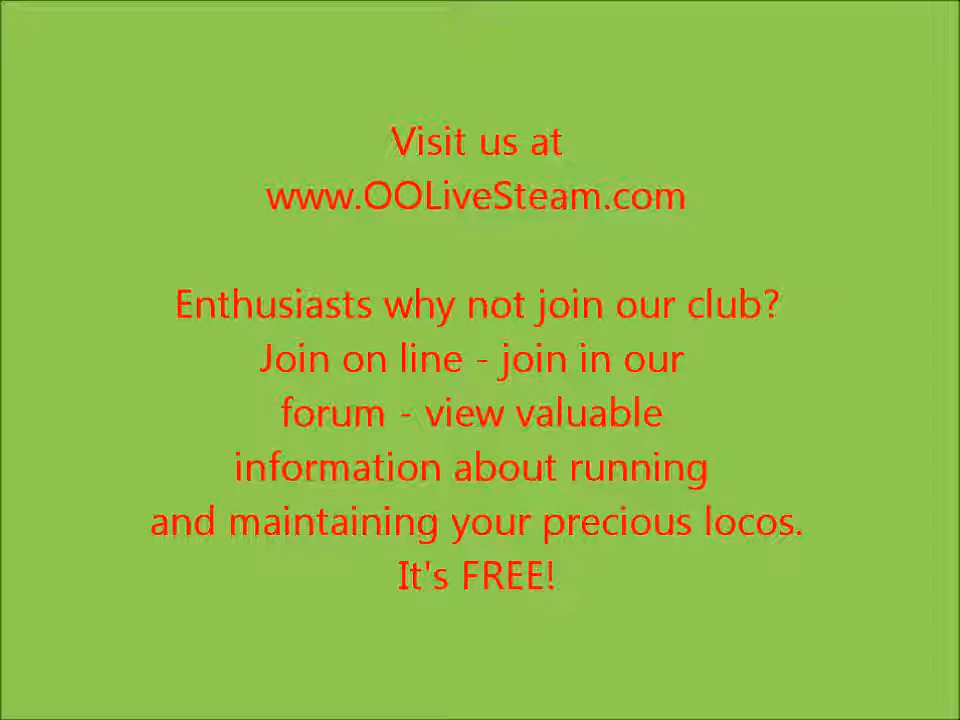 Visit us at
www.OOLiveSteam.com
Enthusiasts why not join our club?
Join on line - join in our
forum - view valuable
information about running
and maintaining your precious locos.
It's FREE!